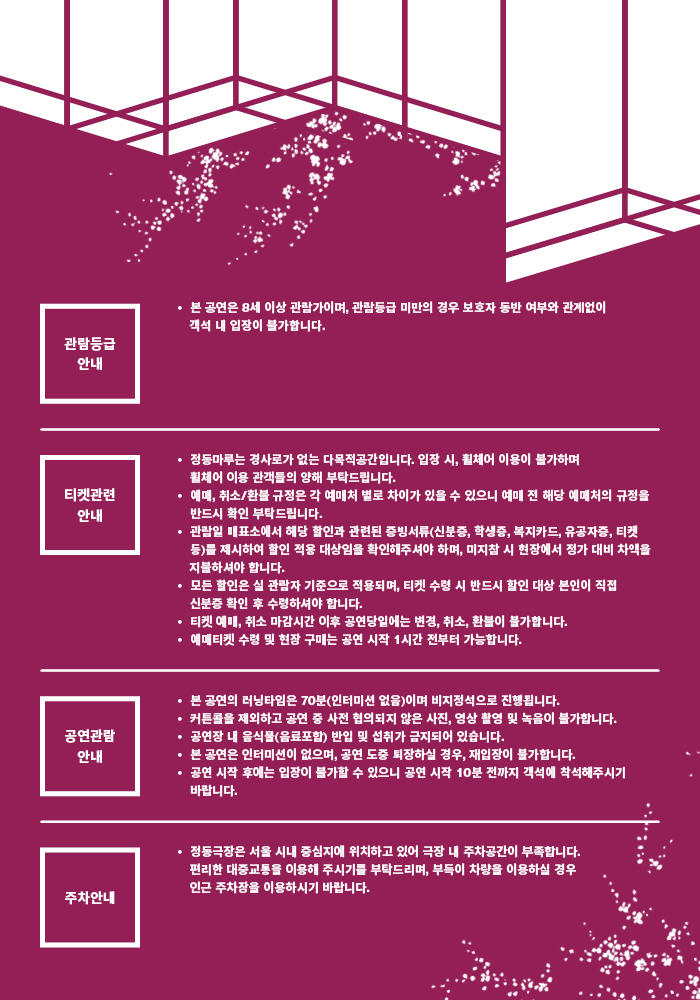 관람등급
안내
• 본 공연은 8세 이상 관람가이며, 관람등급 미만의 경우 보호자 동반 여부와 관계없이
객석 내 입장이 불가합니다.
티켓관련
안내
• 정동마루는 경사로가 없는 다목적공간입니다. 입장 시, 휠체어 이용이 불가하며
휠체어 이용 관객들의 양해 부탁드립니다.
• 예매, 취소/환불 규정은 각 예매처 별로 차이가 있을 수 있으니 예매 전 해당 예매처의 규정을
반드시 확인 부탁드립니다.
• 관람일 매표소에서 해당 할인과 관련된 증빙서류(신분증, 학생증, 복지카드, 유공자증, 티켓
등)를 제시하여 할인 적용 대상임을 확인해주셔야 하며, 미지참 시 현장에서 정가 대비 차액을
지불하셔야 합니다.
• 모든 할인은 실 관람자 기준으로 적용되며, 티켓 수령 시 반드시 할인 대상 본인이 직접
신분증 확인 후 수령하셔야 합니다.
• 티켓 예매, 취소 마감시간 이후 공연당일에는 변경, 취소, 환불이 불가합니다.
• 예매티켓 수령 및 현장 구매는 공연 시작 1시간 전부터 가능합니다.
공연관람
안내
• 본 공연의 러닝타임은 70분(인터미션 없음)이며 비지정석으로 진행됩니다.
• 커튼콜을 제외하고 공연 중 사전 협의되지 않은 사진, 영상 촬영 및 녹음이 불가합니다.
• 공연장 내 음식물(음료포함) 반입 및 섭취가 금지되어 있습니다.
• 본 공연은 인터미션이 없으며, 공연 도중 퇴장하실 경우, 재입장이 불가합니다.
• 공연 시작 후에는 입장이 불가할 수 있으니 공연 시작 10분 전까지 객석에 착석해주시기
바랍니다.
주차안내
• 정동극장은 서울 시내 중심지에 위치하고 있어 극장 내 주차공간이 부족합니다.
편리한 대중교통을 이용해 주시기를 부탁드리며, 부득이 차량을 이용하실 경우
인근 주차장을 이용하시기 바랍니다.